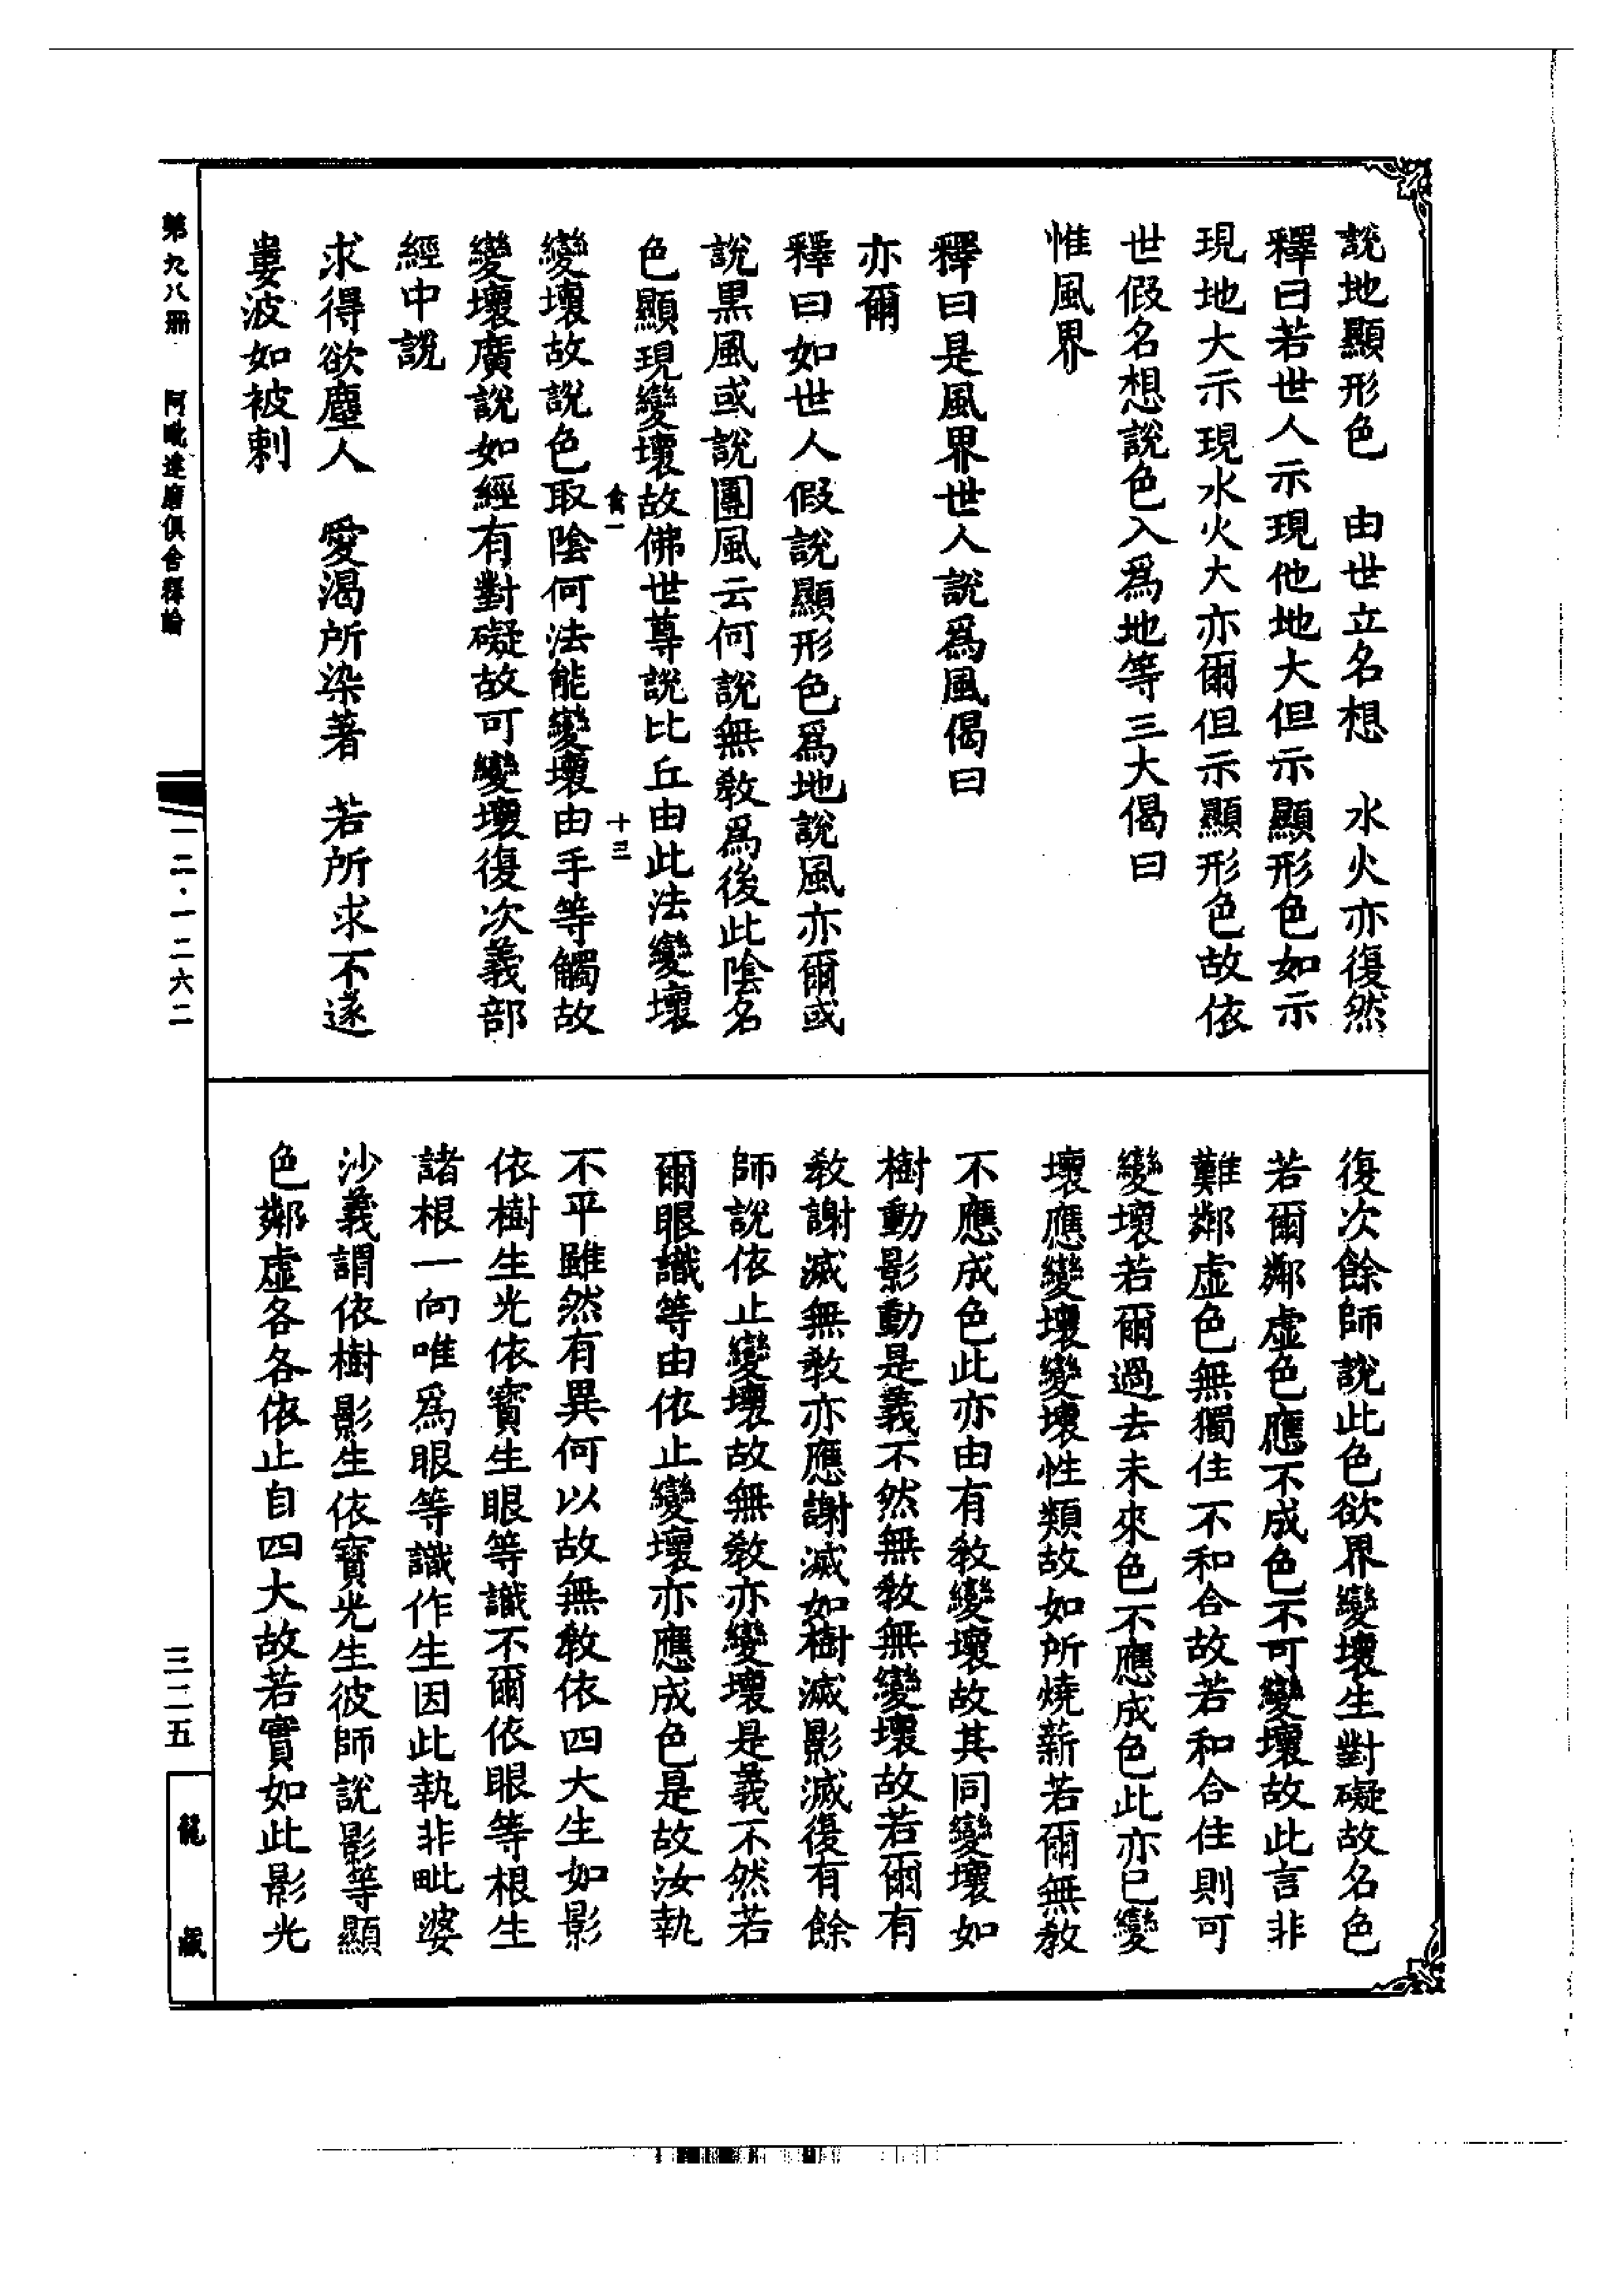 說地顯形色　由世立名想　水火亦復然
釋曰若世人示現他地大但示顯形色如示
現地大示現水火大亦爾但示顯形色故依
世假名想說色入爲地等三大偈曰
惟風界
釋曰是風界世人說爲風偈曰
亦爾
釋曰如世人假說顯形色爲地說風亦爾或
說黑風或說團風云何說無教爲後此陰名
色顯現變壞故佛世尊說比丘由此法變壞
變壞故說色取陰何法能變壞由手等觸故
變壞廣說如經有對礙故可變壞復次義部
經中說
求得欲塵人　愛渴所染著　若所求不遂
婁波如被刺
復次餘師說此色欲界變壞生對礙故名色
若爾鄰虛色應不成色不可變壞故此言非
難鄰虛色無獨住不和合故若和合住則可
變壞若爾過去未來色不應成色此亦已變
壞應變壞變壞性類故如所燒薪若爾無教
不應成色此亦由有教變壞故其同變壞如
樹動影動是義不然無教無變壞故若爾有
教謝滅無教亦應謝滅如樹滅影滅復有餘
師說依止變壞故無教亦變壞是義不然若
爾眼識等由依止變壞亦應成色是故汝執
不平雖然有異何以故無教依四大生如影
依樹生光依寶生眼等識不爾依眼等根生
諸根一向唯爲眼等識作生因此執非毗婆
沙義謂依樹影生依寶光生彼師說影等顯
色鄰虛各各依止自四大故若實如此影光
第九八冊　阿毗達磨俱舍釋論
一二·一二六二
三二五
龍藏
十三